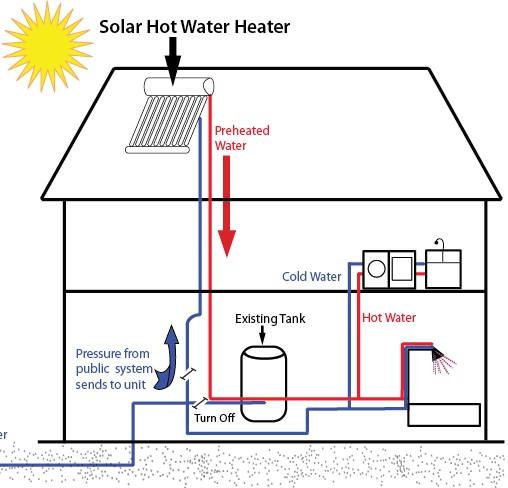 Solar Hot Water Heater
Preheated
Water
Cold Water
Existing Tank
Hot Water
Pressure from
public system
sends to unit
Turn Off
er